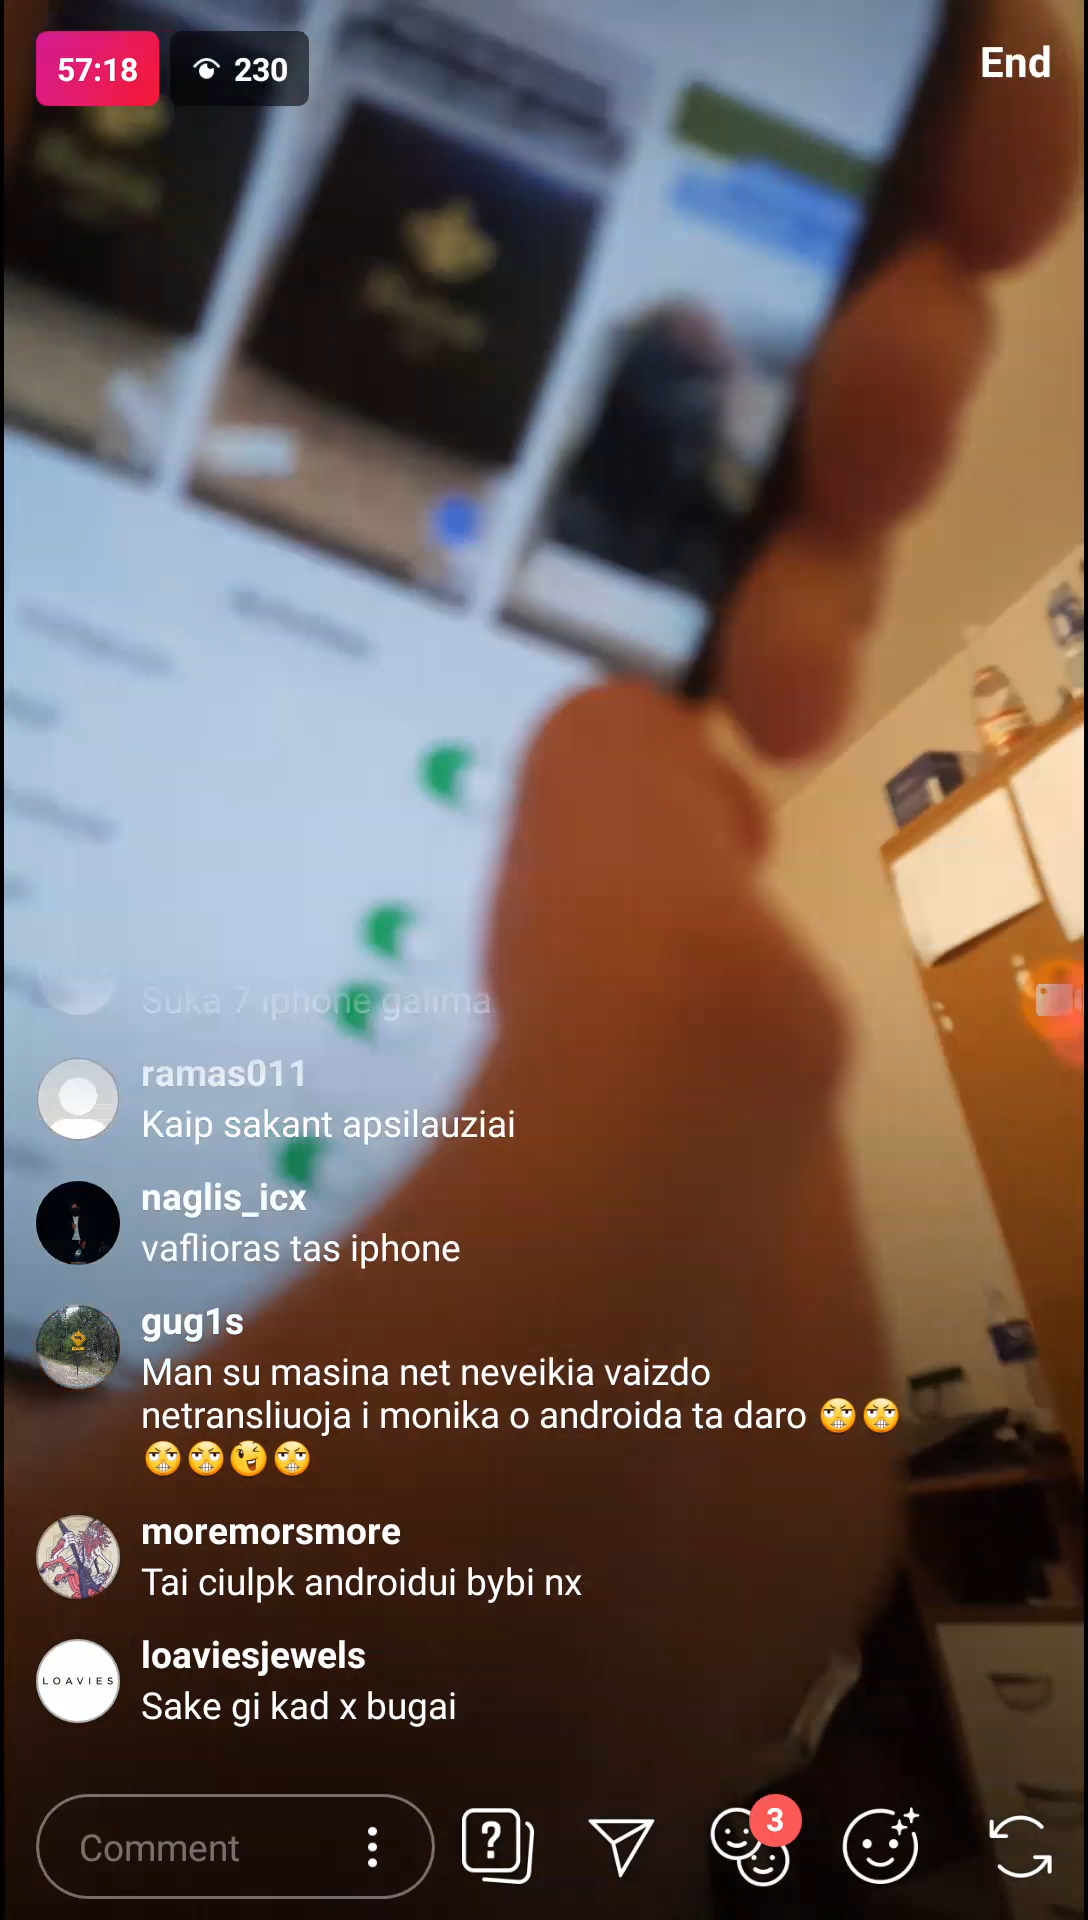 57:18
230
End
Suka 7 iphone galima
ramas011
Kaip sakant apsilauziai
naglis_icx
vaflioras tas iphone
gug1s
Man su masina net neveikia vaizdo
netransliuoja i monika o androida ta daro 😬😬
😬😬😜😬
moremorsmore
Tai ciulpk androidui bybi nx
LOAVIES
loaviesjewels
Sake gi kad x bugai
Comment
?
3